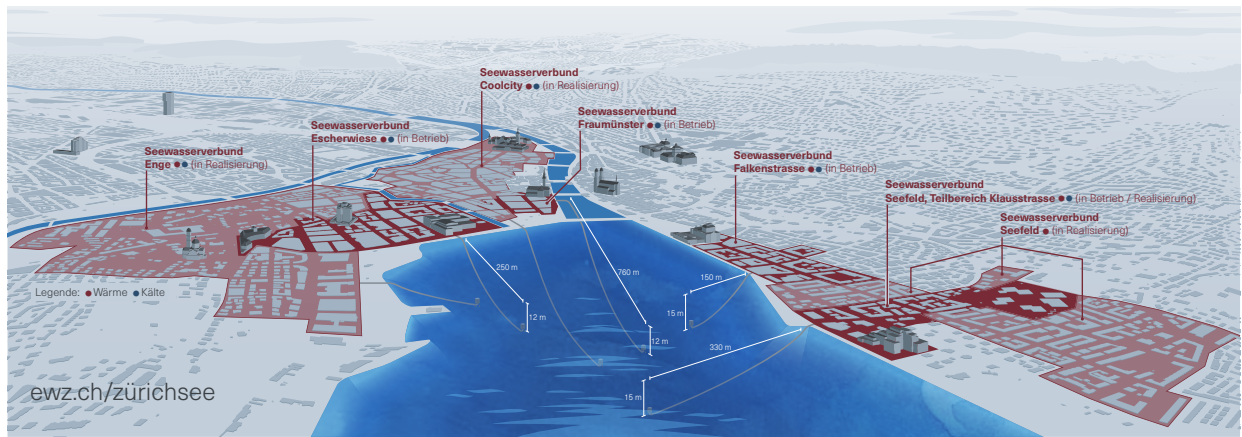 Seewasserverbund
Coolcity (in Realisierung)
Seewasserverbund
Fraumünster (in Betrieb)
Seewasserverbund
Escherwiese (in Betrieb)
Seewasserverbund
Enge (in Realisierung)
Seewasserverbund
Falkenstrasse (in Betrieb)
Seewasserverbund
Seefeld, Teilbereich Klausstrasse (in Betrieb / Realisierung)
Seewasserverbund
Seefeld (in Realisierung)
250 m
760 m
150 m
Legende: Wärme Kälte
12 m
15 m
12 m
330 m
15 m
ewz.ch/zürichsee